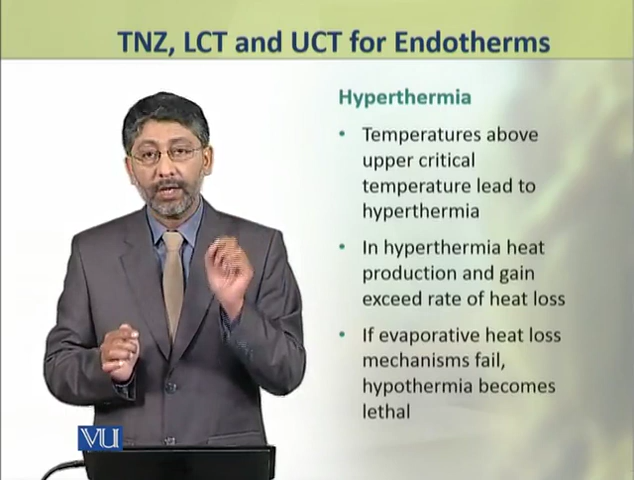 TNZ, LCT and UCT for Endotherms
Hyperthermia
• Temperatures above
upper critical
temperature lead to
hyperthermia
• In hyperthermia heat
production and gain
exceed rate of heat loss
• If evaporative heat loss
mechanisms fail,
hypothermia becomes
lethal
VU